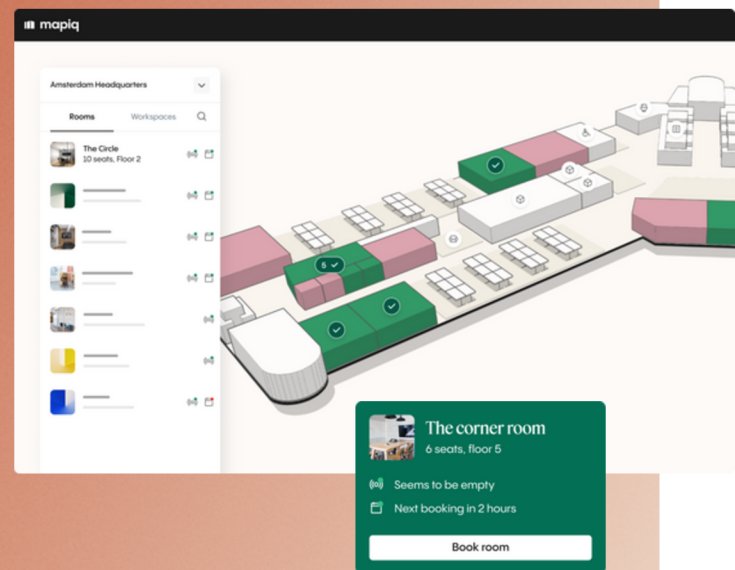 mapiq
Amsterdam Headquarters
Rooms Workspaces
The Circle
10 seats, Floor 2
5
The corner room
6 seats, floor 5
Seems to be empty
Next booking in 2 hours
Book room